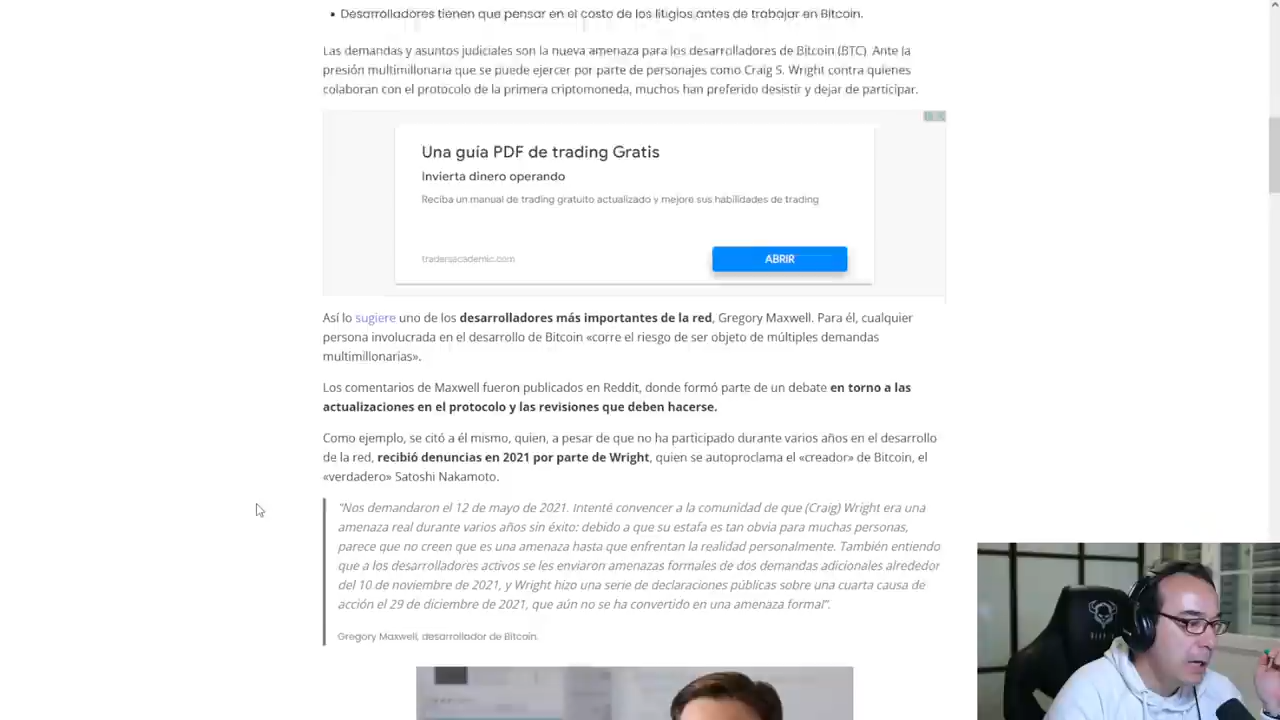 Desarrolladores tienen que pensar en el costo de los litigios antes de trabajar en Bitcoin.
Las demandas y asuntos judiciales son la nueva amenaza para los desarrolladores de Bitcoin (BTC). Ante la
presión multimillonaria que se puede ejercer por parte de personajes como Craig S. Wright contra quienes
colaboran con el protocolo de la primera criptomoneda, muchos han preferido desistir y dejar de participar.
Una guía PDF de trading Gratis
Invierta dinero operando
Reciba un manual de trading gratuito actualizado y mejore sus habilidades de trading
tradersacademic.com
ABRIR
Así lo sugiere uno de los desarrolladores más importantes de la red, Gregory Maxwell. Para él, cualquier
persona involucrada en el desarrollo de Bitcoin «corre el riesgo de ser objeto de múltiples demandas
multimillonarias».
Los comentarios de Maxwell fueron publicados en Reddit, donde formó parte de un debate en torno a las
actualizaciones en el protocolo y las revisiones que deben hacerse.
Como ejemplo, se citó a él mismo, quien, a pesar de que no ha participado durante varios años en el desarrollo
de la red, recibió denuncias en 2021 por parte de Wright, quien se autoproclama el «creador» de Bitcoin, el
«verdadero» Satoshi Nakamoto.
“Nos demandaron el 12 de mayo de 2021. Intenté convencer a la comunidad de que (Craig) Wright era una
amenaza real durante varios años sin éxito: debido a que su estafa es tan obvia para muchas personas,
parece que no creen que es una amenaza hasta que enfrentan la realidad personalmente. También entiendo
que a los desarrolladores activos se les enviaron amenazas formales de dos demandas adicionales alrededor
del 10 de noviembre de 2021, y Wright hizo una serie de declaraciones públicas sobre una cuarta causa de
acción el 29 de diciembre de 2021, que aún no se ha convertido en una amenaza formal”.
Gregory Maxwell, desarrollador de Bitcoin.